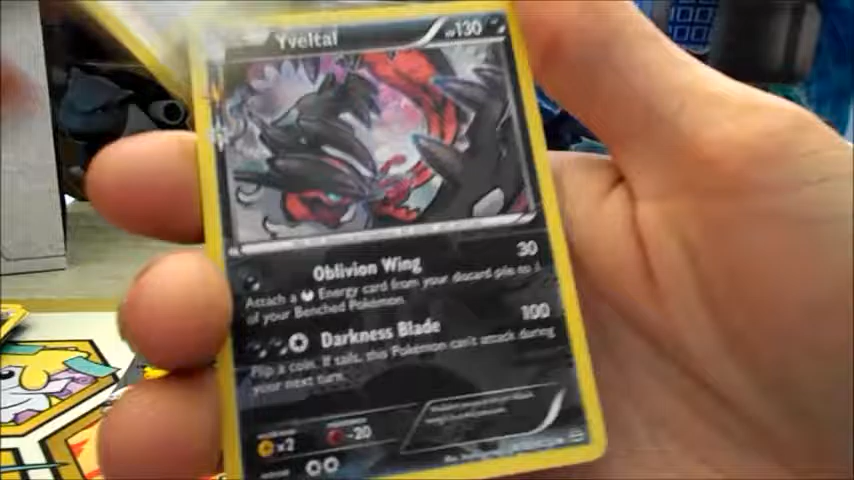 Yveltal HP130
Oblivion Wing 30
Attach a Energy card from your discard pile to 1
of your Benched Pokémon.
Darkness Blade 100
Flip a coin. If tails, this Pokémon can't attack during
your next turn.
×2 -20